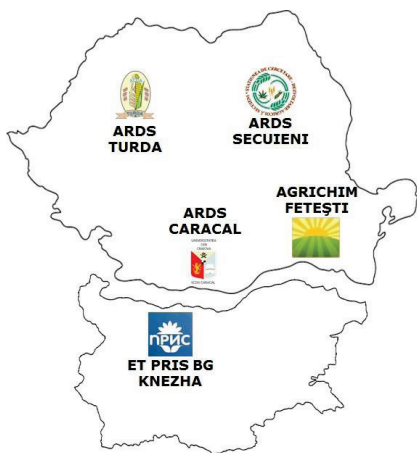 ARDS
TURDA
ARDS
SECUIENI
AGRICHIM
FETEŞTI
ARDS
CARACAL
ПРИС
ET PRIS BG
KNEZHA